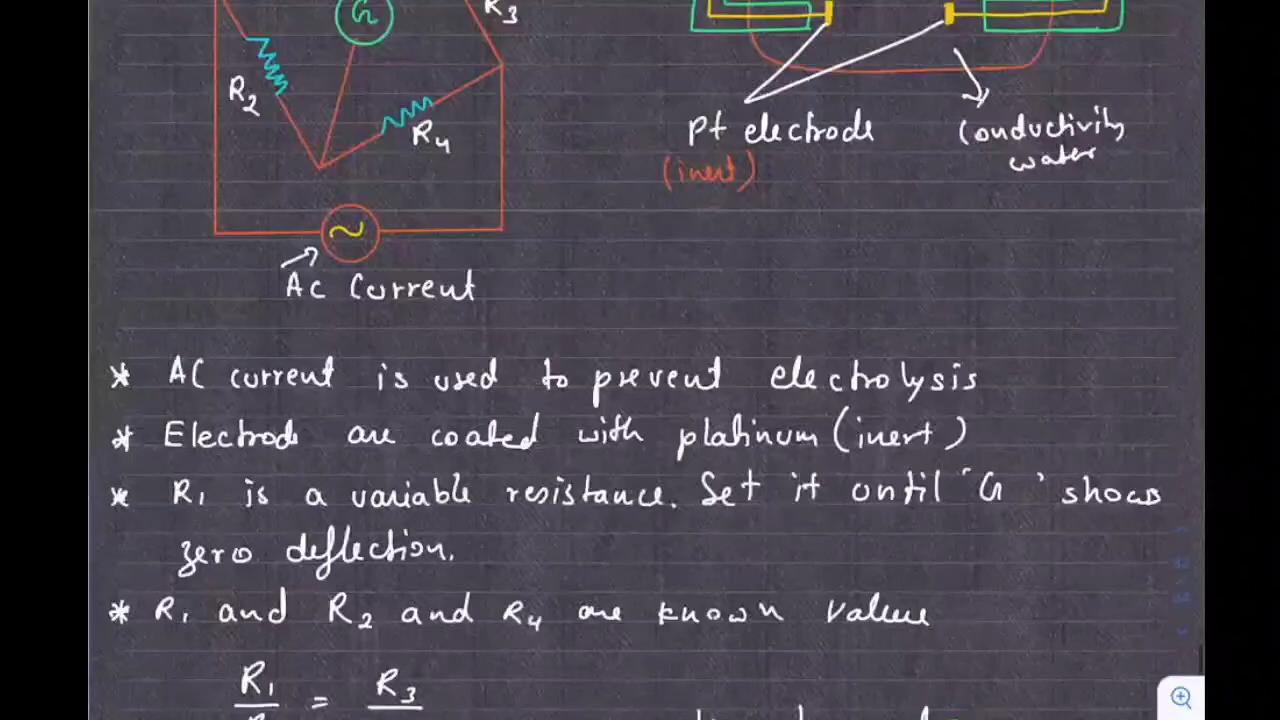 G
R3
R2
R4
Pt electrode
(inert)
Conductivity
water
Ac Current
* AC current is used to prevent electrolysis
* Electrode are coated with platinum (inert)
* R1 is a variable resistance. Set it until 'G' shows
zero deflection.
* R1 and R2 and R4 are known value
R1 = R3